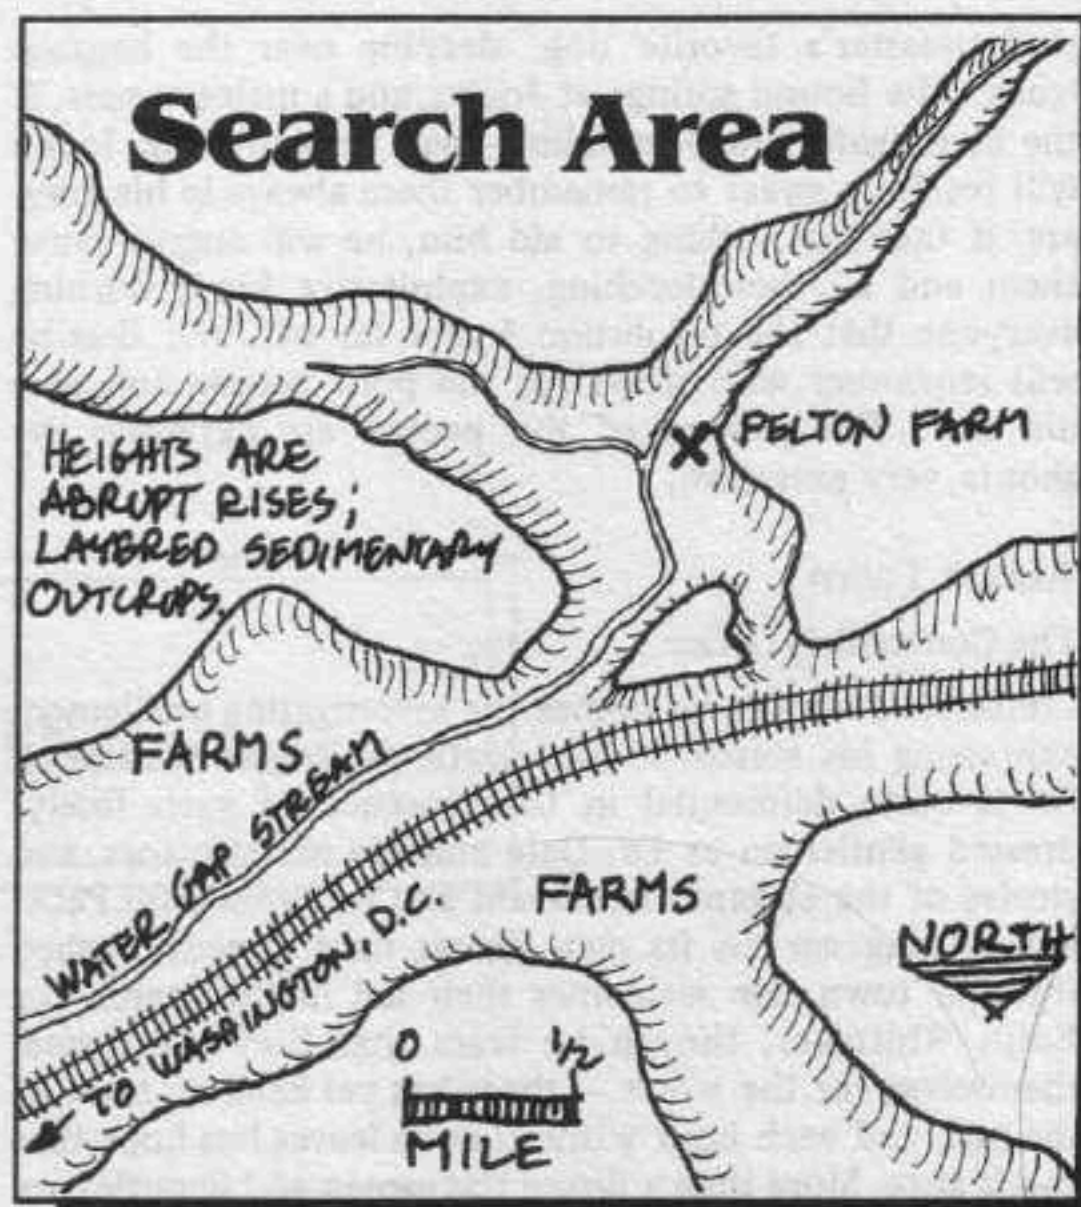 Search Area
PELTON FARM
HEIGHTS ARE
ABRUPT RISES;
LAYERED SEDIMENTARY
OUTCROPS.
FARMS
WATER GAP STREAM
FARMS
NORTH
TO WASHINGTON, D.C.
0 1/2
MILE